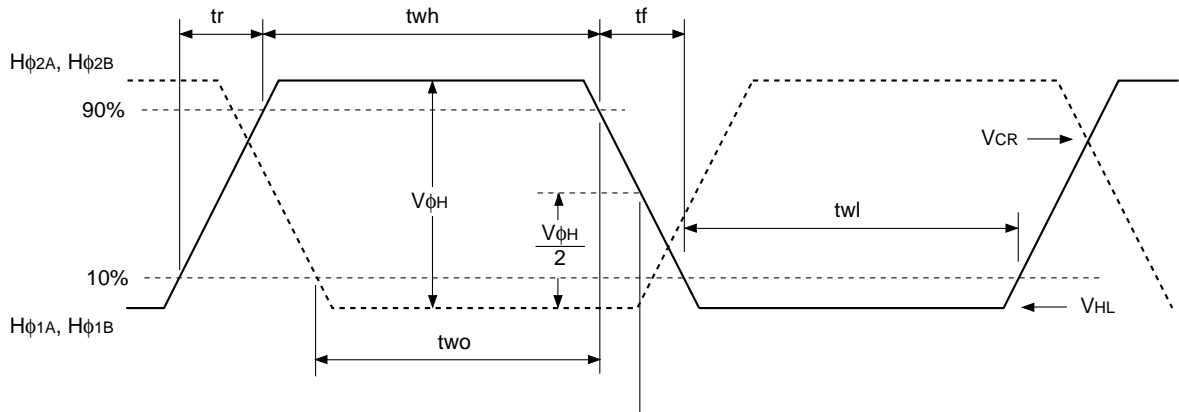 tr
twh
tf
Hϕ2A, Hϕ2B
90%
VCR
VϕH
twl
VϕH
2
10%
VHL
Hϕ1A, Hϕ1B
two